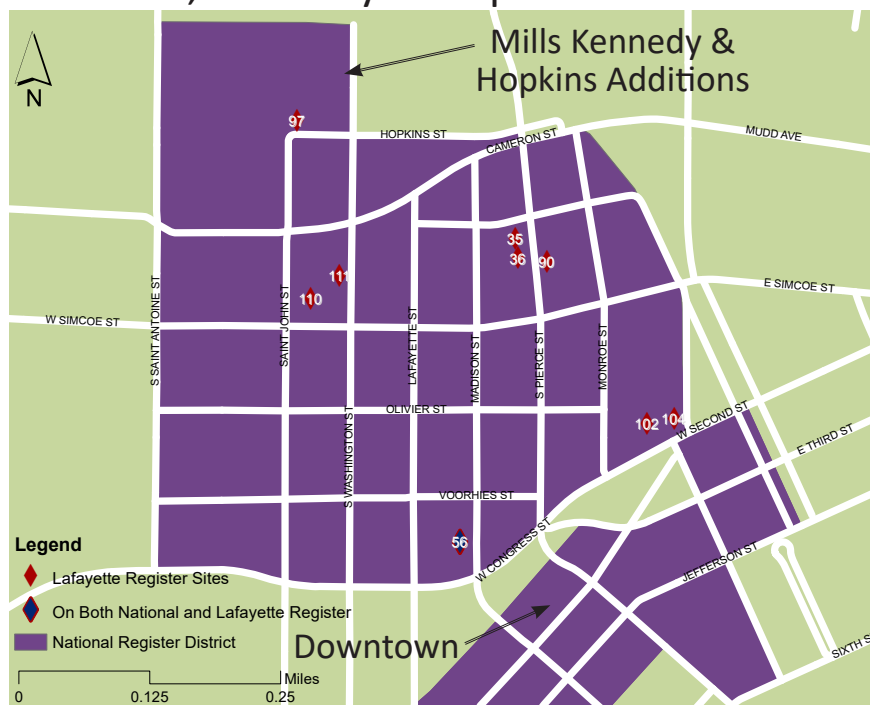 Mills Kennedy &
Hopkins Additions
N
97
HOPKINS ST
CAMERON ST
MUDD AVE
35
36
90
111
110
E SIMCOE ST
W SIMCOE ST
S SAINT ANTOINE ST
SAINT JOHN ST
S WASHINGTON ST
LAFAYETTE ST
MADISON ST
S PIERCE ST
MONROE ST
OLIVIER ST
102
104
W SECOND ST
E THIRD ST
VOORHIES ST
56
W CONGRESS ST
JEFFERSON ST
SIXTH S
Downtown
Legend
Lafayette Register Sites
On Both National and Lafayette Register
National Register District
Miles
0
0.125
0.25